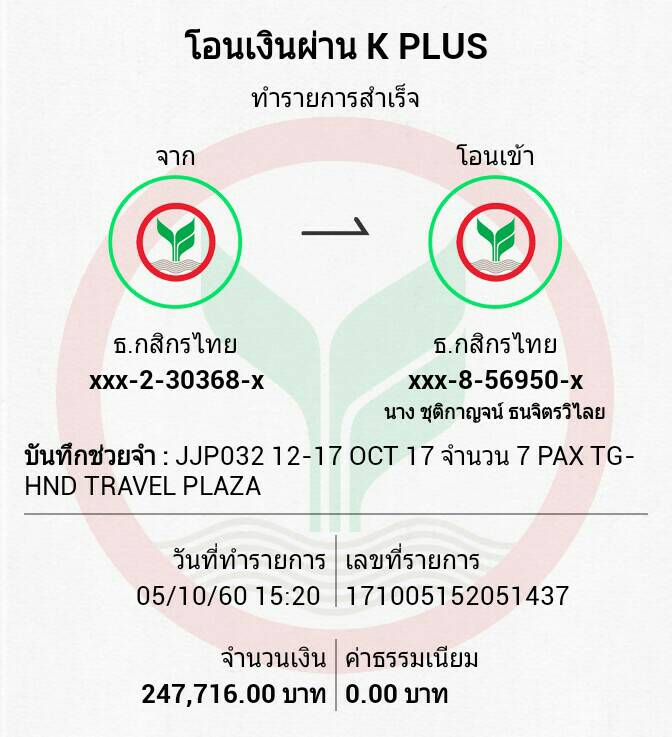 โอนเงินผ่าน K PLUS
ทำรายการสำเร็จ
จาก
โอนเข้า
ธ.กสิกรไทย
xxx-2-30368-x
ธ.กสิกรไทย
xxx-8-56950-x
นาง ชุติกาญจน์ ธนจิตรวิไลย
บันทึกช่วยจำ : JJP032 12-17 OCT 17 จำนวน 7 PAX TG-
HND TRAVEL PLAZA
วันที่ทำรายการ
05/10/60 15:20
เลขที่รายการ
171005152051437
จำนวนเงิน
247,716.00 บาท
ค่าธรรมเนียม
0.00 บาท